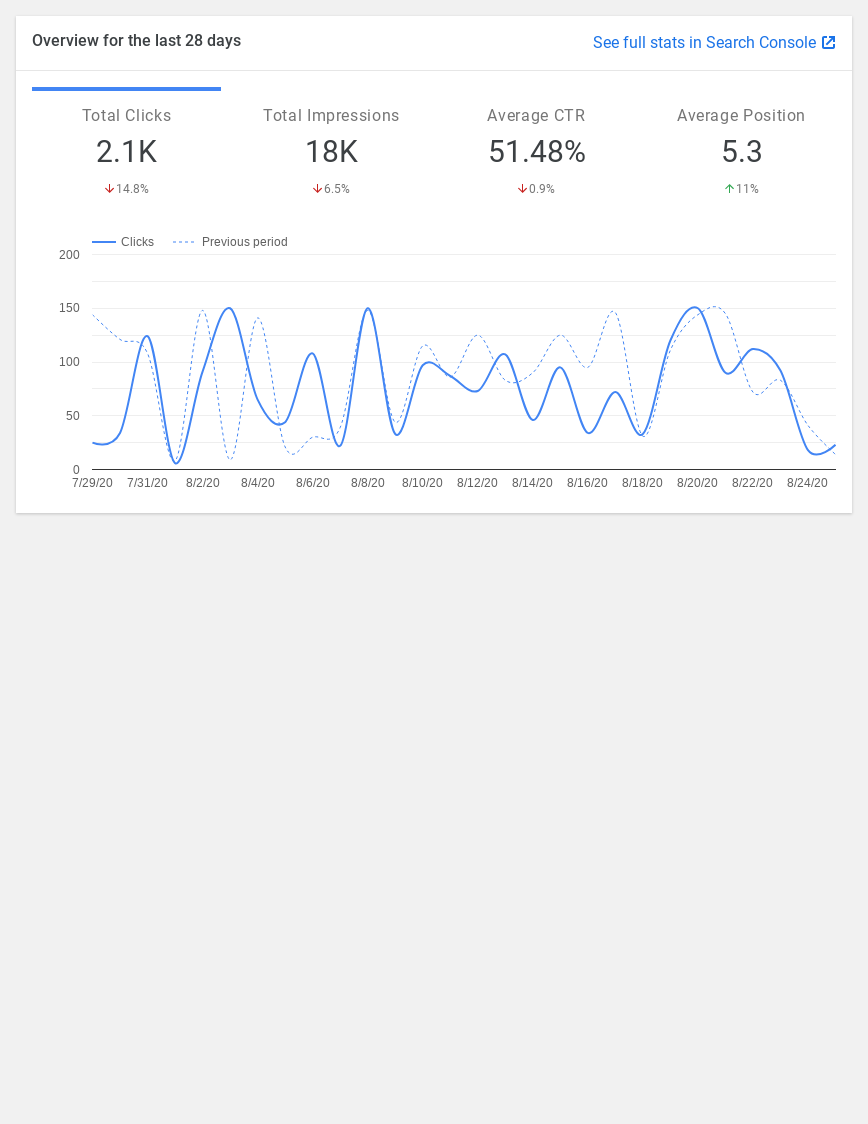 Overview for the last 28 days
See full stats in Search Console
Total Clicks Total Impressions Average CTR Average Position
2.1K 18K 51.48% 5.3
14.8% 6.5% 0.9% 11%
Clicks Previous period
200
150
100
50
0
7/29/20 7/31/20 8/2/20 8/4/20 8/6/20 8/8/20 8/10/20 8/12/20 8/14/20 8/16/20 8/18/20 8/20/20 8/22/20 8/24/20